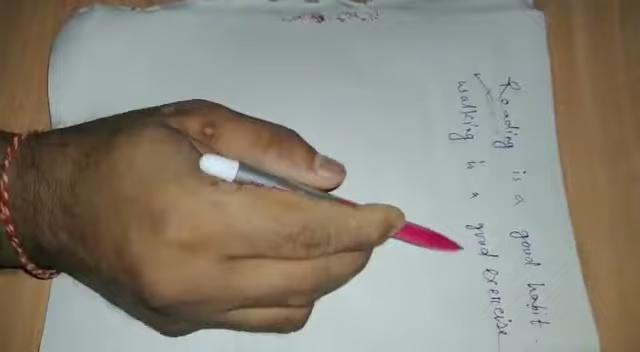 Reading is a good habit.
walking is a good exercise